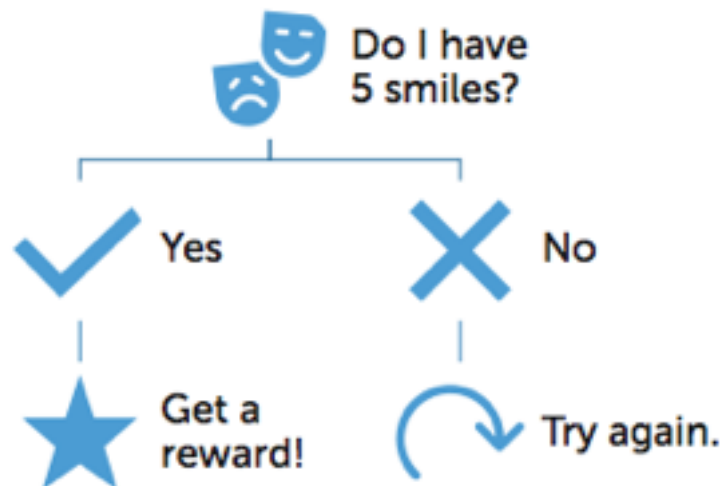 Do I have
5 smiles?
Yes
No
Get a
reward!
Try again.